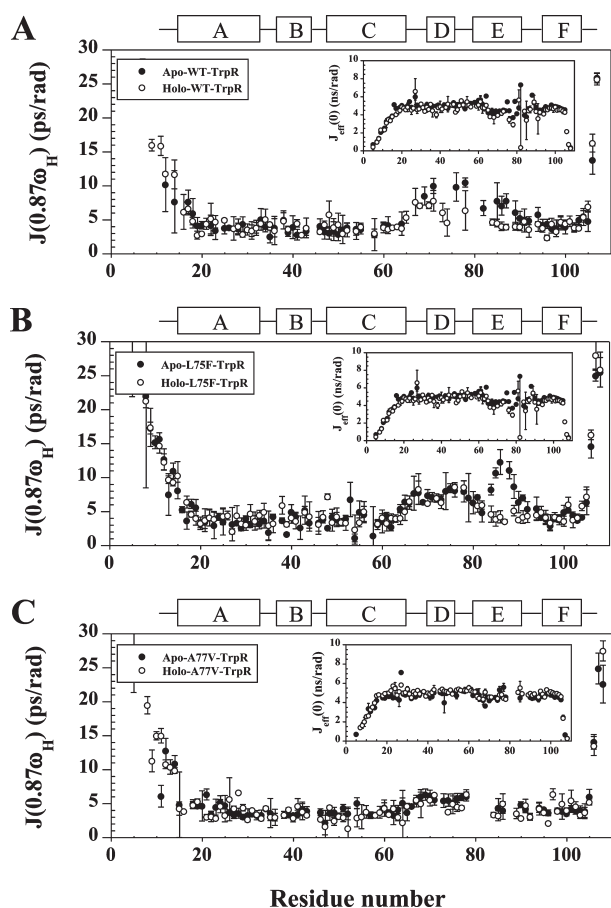 A
A B C D E F
J(0.87ωH) (ps/rad)
30
25
20
15
10
5
0
Apo-WT-TrpR
Holo-WT-TrpR
Jeff(0) (ns/rad)
10
8
6
4
2
0
0 20 40 60 80 100
0 20 40 60 80 100
B
A B C D E F
J(0.87ωH) (ps/rad)
30
25
20
15
10
5
0
Apo-L75F-TrpR
Holo-L75F-TrpR
Jeff(0) (ns/rad)
10
8
6
4
2
0
0 20 40 60 80 100
0 20 40 60 80 100
C
A B C D E F
J(0.87ωH) (ps/rad)
30
25
20
15
10
5
0
Apo-A77V-TrpR
Holo-A77V-TrpR
Jeff(0) (ns/rad)
10
8
6
4
2
0
0 20 40 60 80 100
0 20 40 60 80 100
Residue number